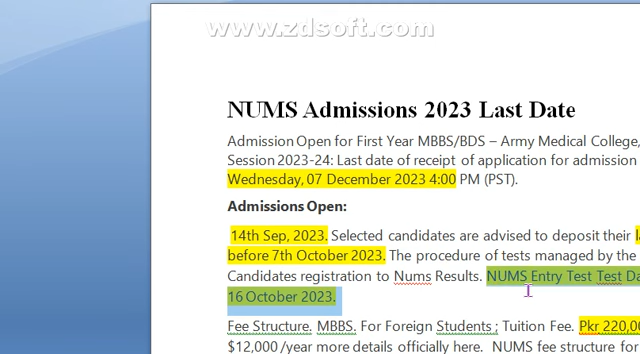 www.zdsoft.com
NUMS Admissions 2023 Last Date
Admission Open for First Year MBBS/BDS – Army Medical College,
Session 2023-24: Last date of receipt of application for admission
Wednesday, 07 December 2023 4:00 PM (PST).
Admissions Open:
14th Sep, 2023. Selected candidates are advised to deposit their
before 7th October 2023. The procedure of tests managed by the
Candidates registration to Nums Results. NUMS Entry Test Test
16 October 2023.
Fee Structure. MBBS. For Foreign Students ; Tuition Fee. Pkr
$12,000 /year more details officially here. NUMS fee structure for